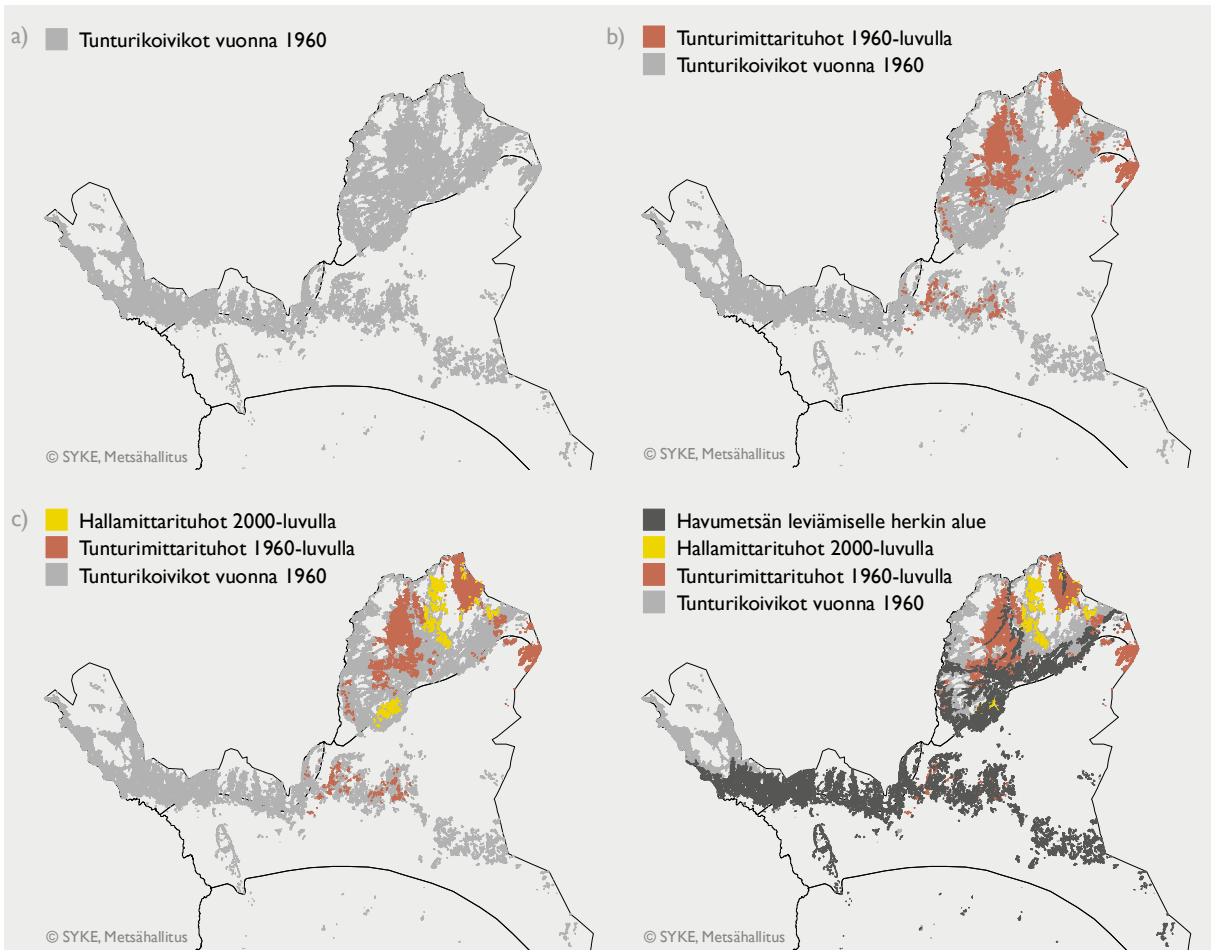 a)
Tunturikoivikot vuonna 1960
© SYKE, Metsähallitus
b)
Tunturimittarituhot 1960-luvulla
Tunturikoivikot vuonna 1960
© SYKE, Metsähallitus
c)
Hallamittarituhot 2000-luvulla
Tunturimittarituhot 1960-luvulla
Tunturikoivikot vuonna 1960
© SYKE, Metsähallitus
Havumetsän leviämiselle herkin alue
Hallamittarituhot 2000-luvulla
Tunturimittarituhot 1960-luvulla
Tunturikoivikot vuonna 1960
© SYKE, Metsähallitus